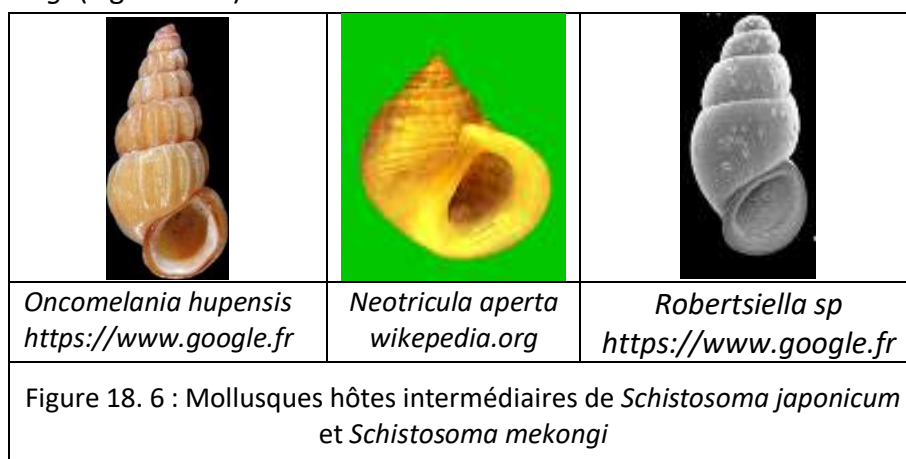 Oncomelania hupensis
https://www.google.fr
Neotricula aperta
wikepedia.org
Robertsiella sp
https://www.google.fr
Figure 18. 6 : Mollusques hôtes intermédiaires de Schistosoma japonicum
et Schistosoma mekongi